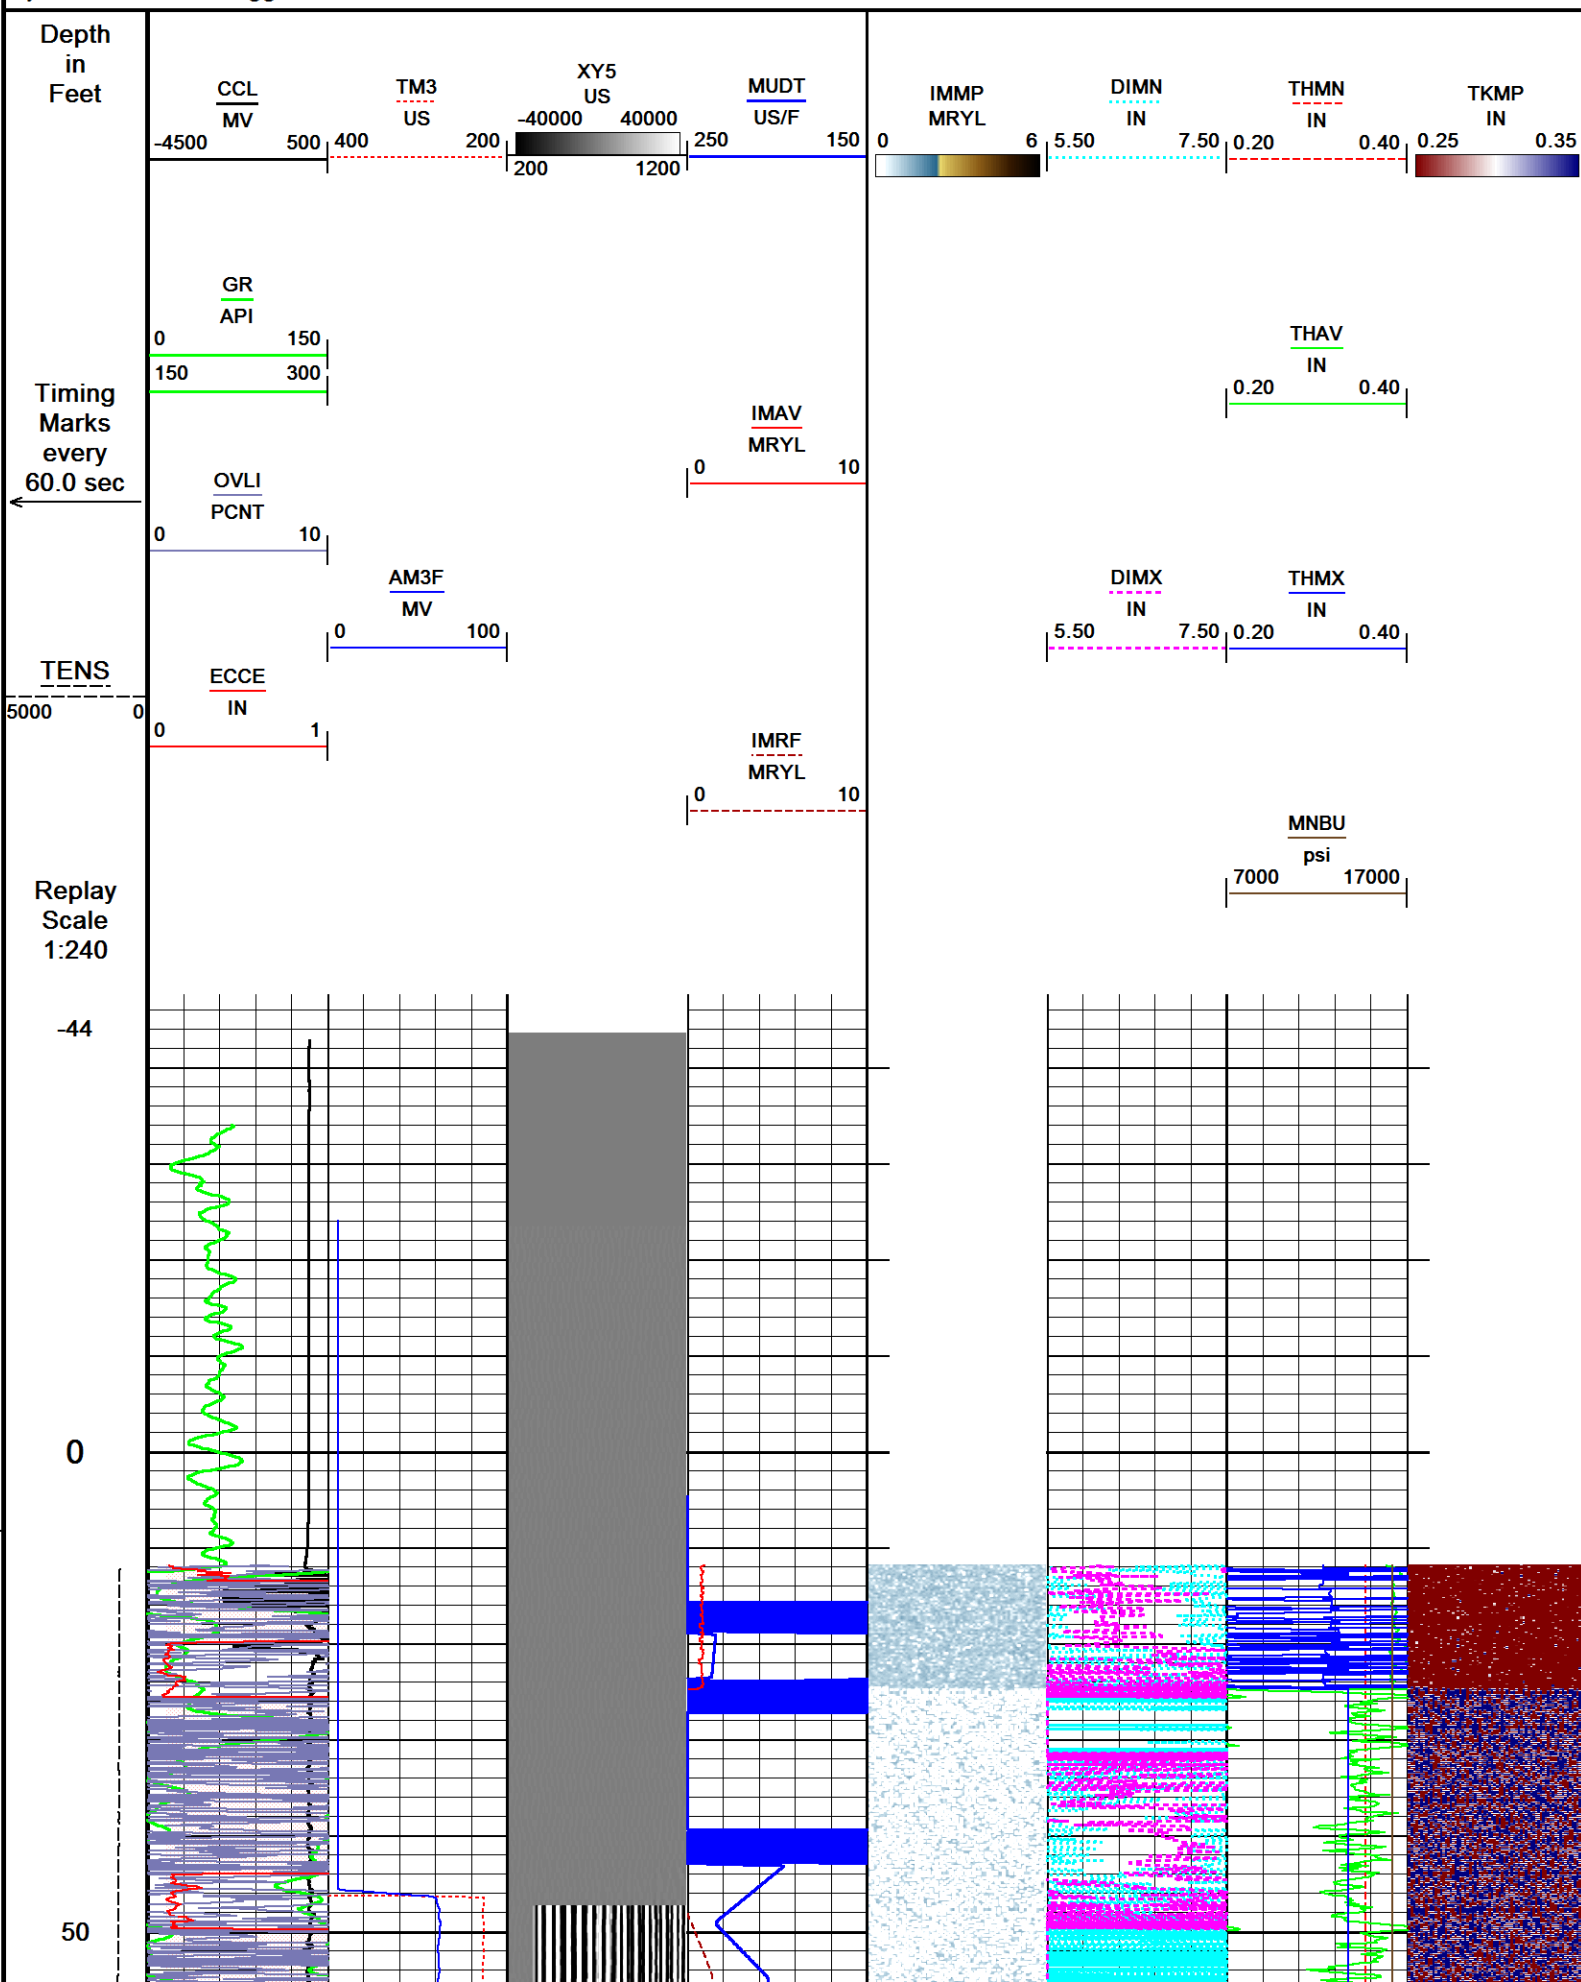 Depth
in
Feet
CCL
MV
-4500 500
TM3
US
400 200
XY5
US
-40000 40000
200 1200
MUDT
US/F
250 150
IMMP
MRYL
0 6
DIMN
IN
5.50 7.50
THMN
IN
0.20 0.40
TKMP
IN
0.25 0.35
GR
API
0 150
150 300
THAV
IN
0.20 0.40
Timing
Marks
every
60.0 sec
IMAV
MRYL
0 10
OVLI
PCNT
0 10
AM3F
MV
0 100
DIMX
IN
5.50 7.50
THMX
IN
0.20 0.40
TENS
5000 0
ECCE
IN
0 1
IMRF
MRYL
0 10
MNBU
psi
7000 17000
Replay
Scale
1:240
-44
0
50